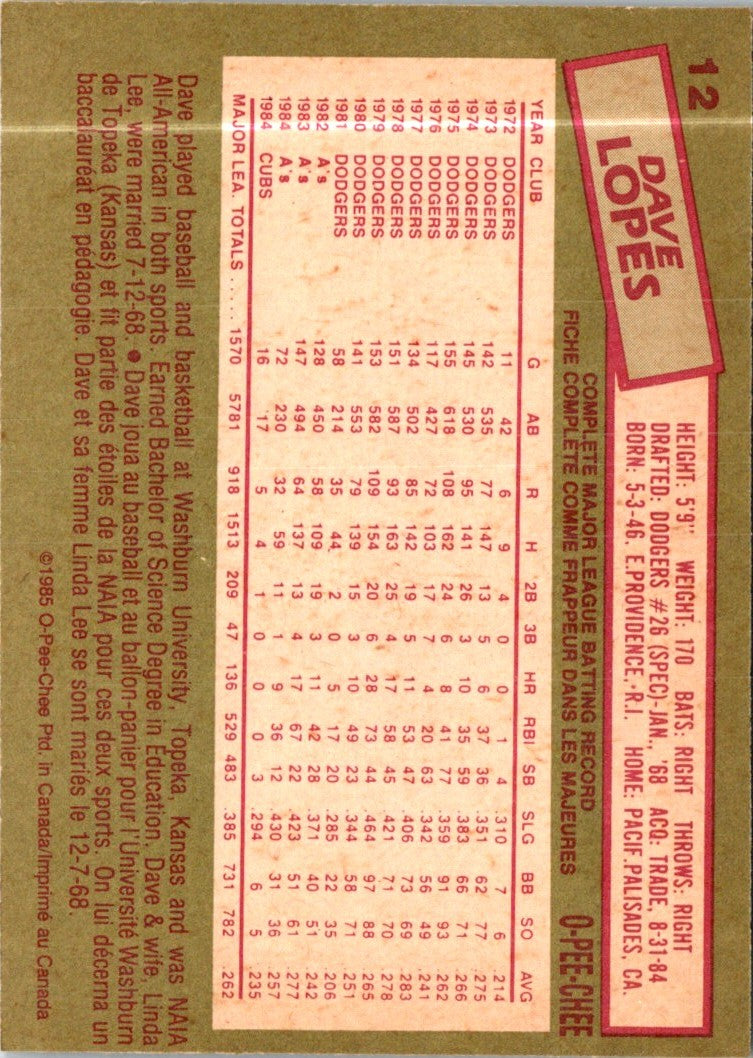 12
DAVE
LOPES
HEIGHT: 5'9" WEIGHT: 170 BATS: RIGHT THROWS: RIGHT
DRAFTED: DODGERS #26 (SPEC)-JAN., '68 ACQ: TRADE, 8-31-84
BORN: 5-3-46. E.PROVIDENCE, R.I. HOME: PACIF.PALISADES, CA.
COMPLETE MAJOR LEAGUE BATTING RECORD
FICHE COMPLÈTE COMME FRAPPEUR DANS LES MAJEURES
O-PEE-CHEE
YEAR CLUB G AB R H 2B 3B HR RBI SB SLG BB SO AVG
1972 DODGERS 11 42 6 9 4 0 0 1 4 .310 7 6 .214
1973 DODGERS 142 535 77 147 13 5 6 37 36 .351 62 77 .275
1974 DODGERS 145 530 95 141 26 3 10 35 59 .383 66 71 .266
1975 DODGERS 155 618 108 162 24 6 8 41 77 .359 91 93 .262
1976 DODGERS 117 427 72 103 17 7 4 20 63 .342 56 49 .241
1977 DODGERS 134 502 85 142 19 5 11 53 47 .406 73 69 .283
1978 DODGERS 151 587 93 163 25 4 17 58 45 .421 71 70 .278
1979 DODGERS 153 582 109 154 20 6 28 73 44 .464 97 88 .265
1980 DODGERS 141 553 79 139 15 3 10 49 23 .344 58 71 .251
1981 DODGERS 58 214 35 44 2 0 5 17 20 .285 22 35 .206
1982 A's 128 450 58 109 19 3 11 42 28 .371 40 51 .242
1983 A's 147 494 64 137 13 4 17 67 22 .423 51 61 .277
1984 A's 72 230 32 59 11 1 9 36 12 .430 31 36 .257
1984 CUBS 16 17 5 4 1 0 0 0 3 .294 6 5 .235
MAJOR LEA. TOTALS ..... 1570 5781 918 1513 209 47 136 529 483 .385 731 782 .262
Dave played baseball and basketball at Washburn University, Topeka, Kansas and was NAIA
All-American in both sports. Earned Bachelor of Science Degree in Education. Dave & wife, Linda
Lee, were married 7-12-68. ● Dave joua au baseball et au ballon-panier pour l'Université Washburn
de Topeka (Kansas) et fit partie des étoiles de la NAIA pour ces deux sports. On lui décerna un
baccalauréat en pédagogie. Dave et sa femme Linda Lee se sont mariés le 12-7-68.
©1985 O-Pee-Chee Ptd. in Canada/Imprimé au Canada